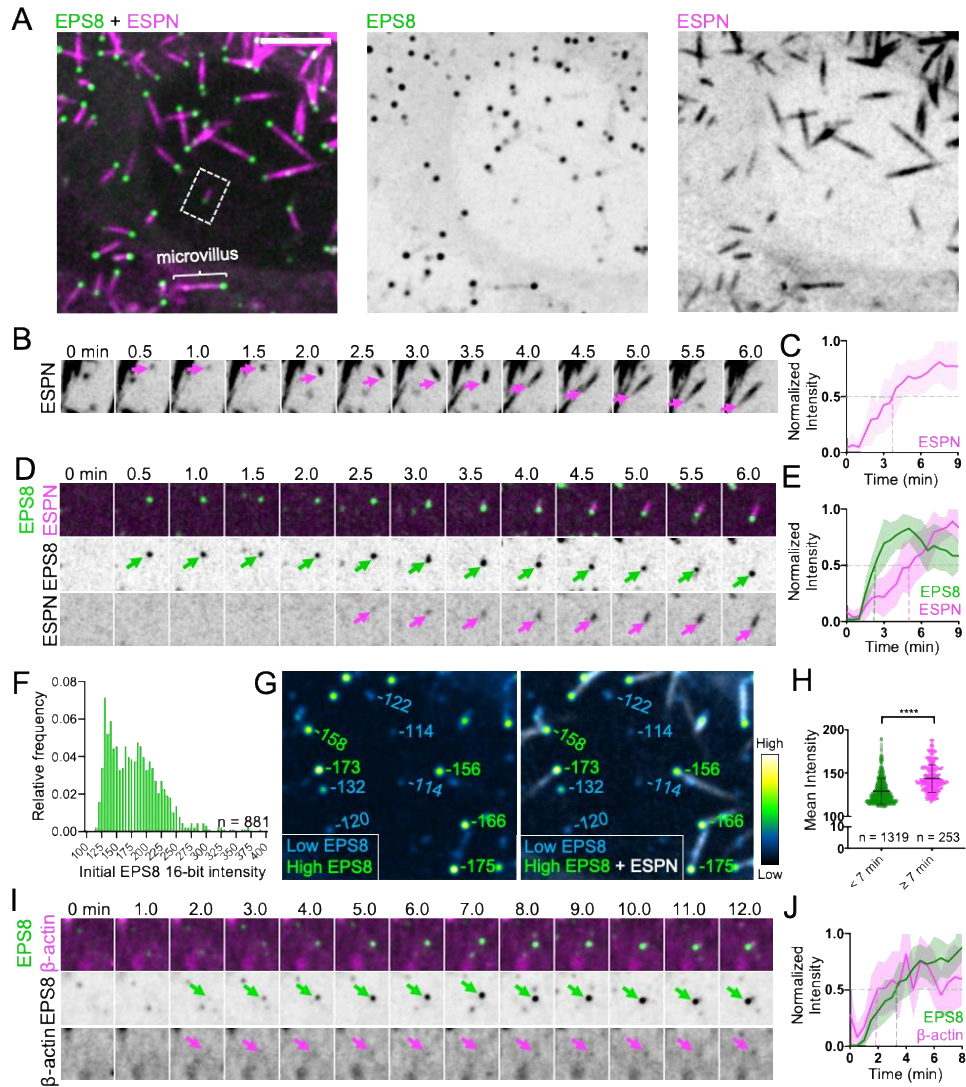 A
EPS8 + ESPN
EPS8
ESPN
microvillus
B
0 min 0.5 1.0 1.5 2.0 2.5 3.0 3.5 4.0 4.5 5.0 5.5 6.0
ESPN
C
Normalized
Intensity
1.0
0.5
0.0
ESPN
0 3 6 9
Time (min)
D
0 min 0.5 1.0 1.5 2.0 2.5 3.0 3.5 4.0 4.5 5.0 5.5 6.0
EPS8
ESPN
EPS8
ESPN
E
Normalized
Intensity
1.0
0.5
0.0
EPS8
ESPN
0 3 6 9
Time (min)
F
Relative frequency
0.08
0.06
0.04
0.02
0.00
n = 881
100 125 150 175 200 225 250 275 300 325 350 375 400
Initial EPS8 16-bit intensity
G
-122
-114
-158
-173
-156
-132
-114
-120
-166
-175
Low EPS8
High EPS8
-122
-114
-158
-173
-156
-132
-114
-120
-166
-175
Low EPS8
High EPS8 + ESPN
High
Low
H
****
Mean Intensity
200
150
100
10
0
n = 1319 n = 253
< 7 min ≥7 min
I
0 min 1.0 2.0 3.0 4.0 5.0 6.0 7.0 8.0 9.0 10.0 11.0 12.0
EPS8
β-actin
EPS8
β-actin
J
Normalized
Intensity
1.0
0.5
0.0
EPS8
β-actin
0 2 4 6 8
Time (min)